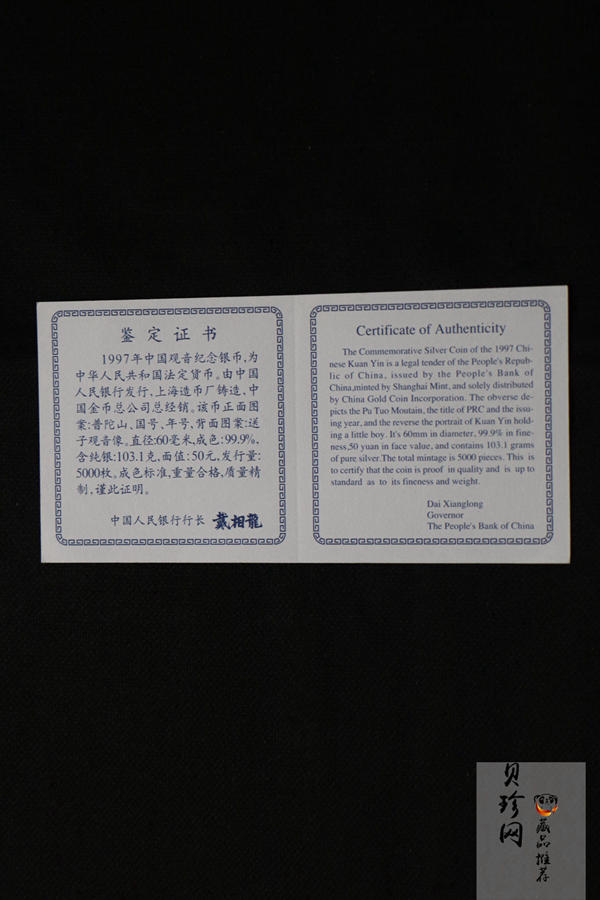 鉴定证书
1997年中国观音纪念银币，为
中华人民共和国法定货币。由中国
人民银行发行，上海造币厂铸造，中
国金币总公司总经销。该币正面图
案：普陀山、国号、年号，背面图案：送
子观音像。直径：60毫米，成色：99.9%，
含纯银：103.1克，面值：50元，发行量：
5000枚。成色标准，重量合格，质量精
制，谨此证明。
中国人民银行行长 戴相龍
Certificate of Authenticity
The Commemorative Silver Coin of the 1997 Chi-
nese Kuan Yin is a legal tender of the People's Repub-
lic of China, issued by the People's Bank of
China,minted by Shanghai Mint, and solely distributed
by China Gold Coin Incorporation. The obverse de-
picts the Pu Tuo Moutain, the title of PRC and the issu-
ing year, and the reverse the portrait of Kuan Yin hold-
ing a little boy. It's 60mm in diameter, 99.9% in fine-
ness,50 yuan in face value, and contains 103.1 grams
of pure silver.The total mintage is 5000 pieces. This is
to certify that the coin is proof in quality and is up to
standard as to its fineness and weight.
Dai Xianglong
Governor
The People's Bank of China
贝珍网
藏品推荐